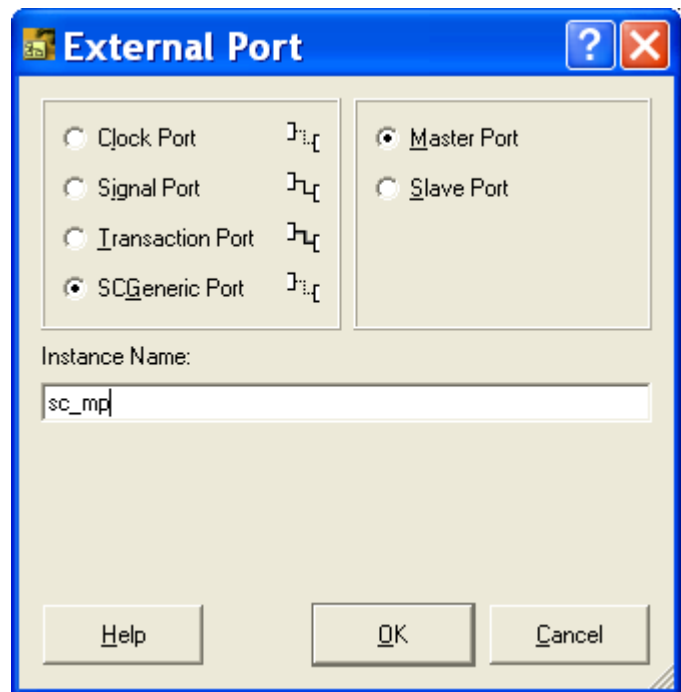 External Port
Clock Port
Signal Port
Transaction Port
SCGeneric Port
Master Port
Slave Port
Instance Name:
sc_mp
Help
OK
Cancel